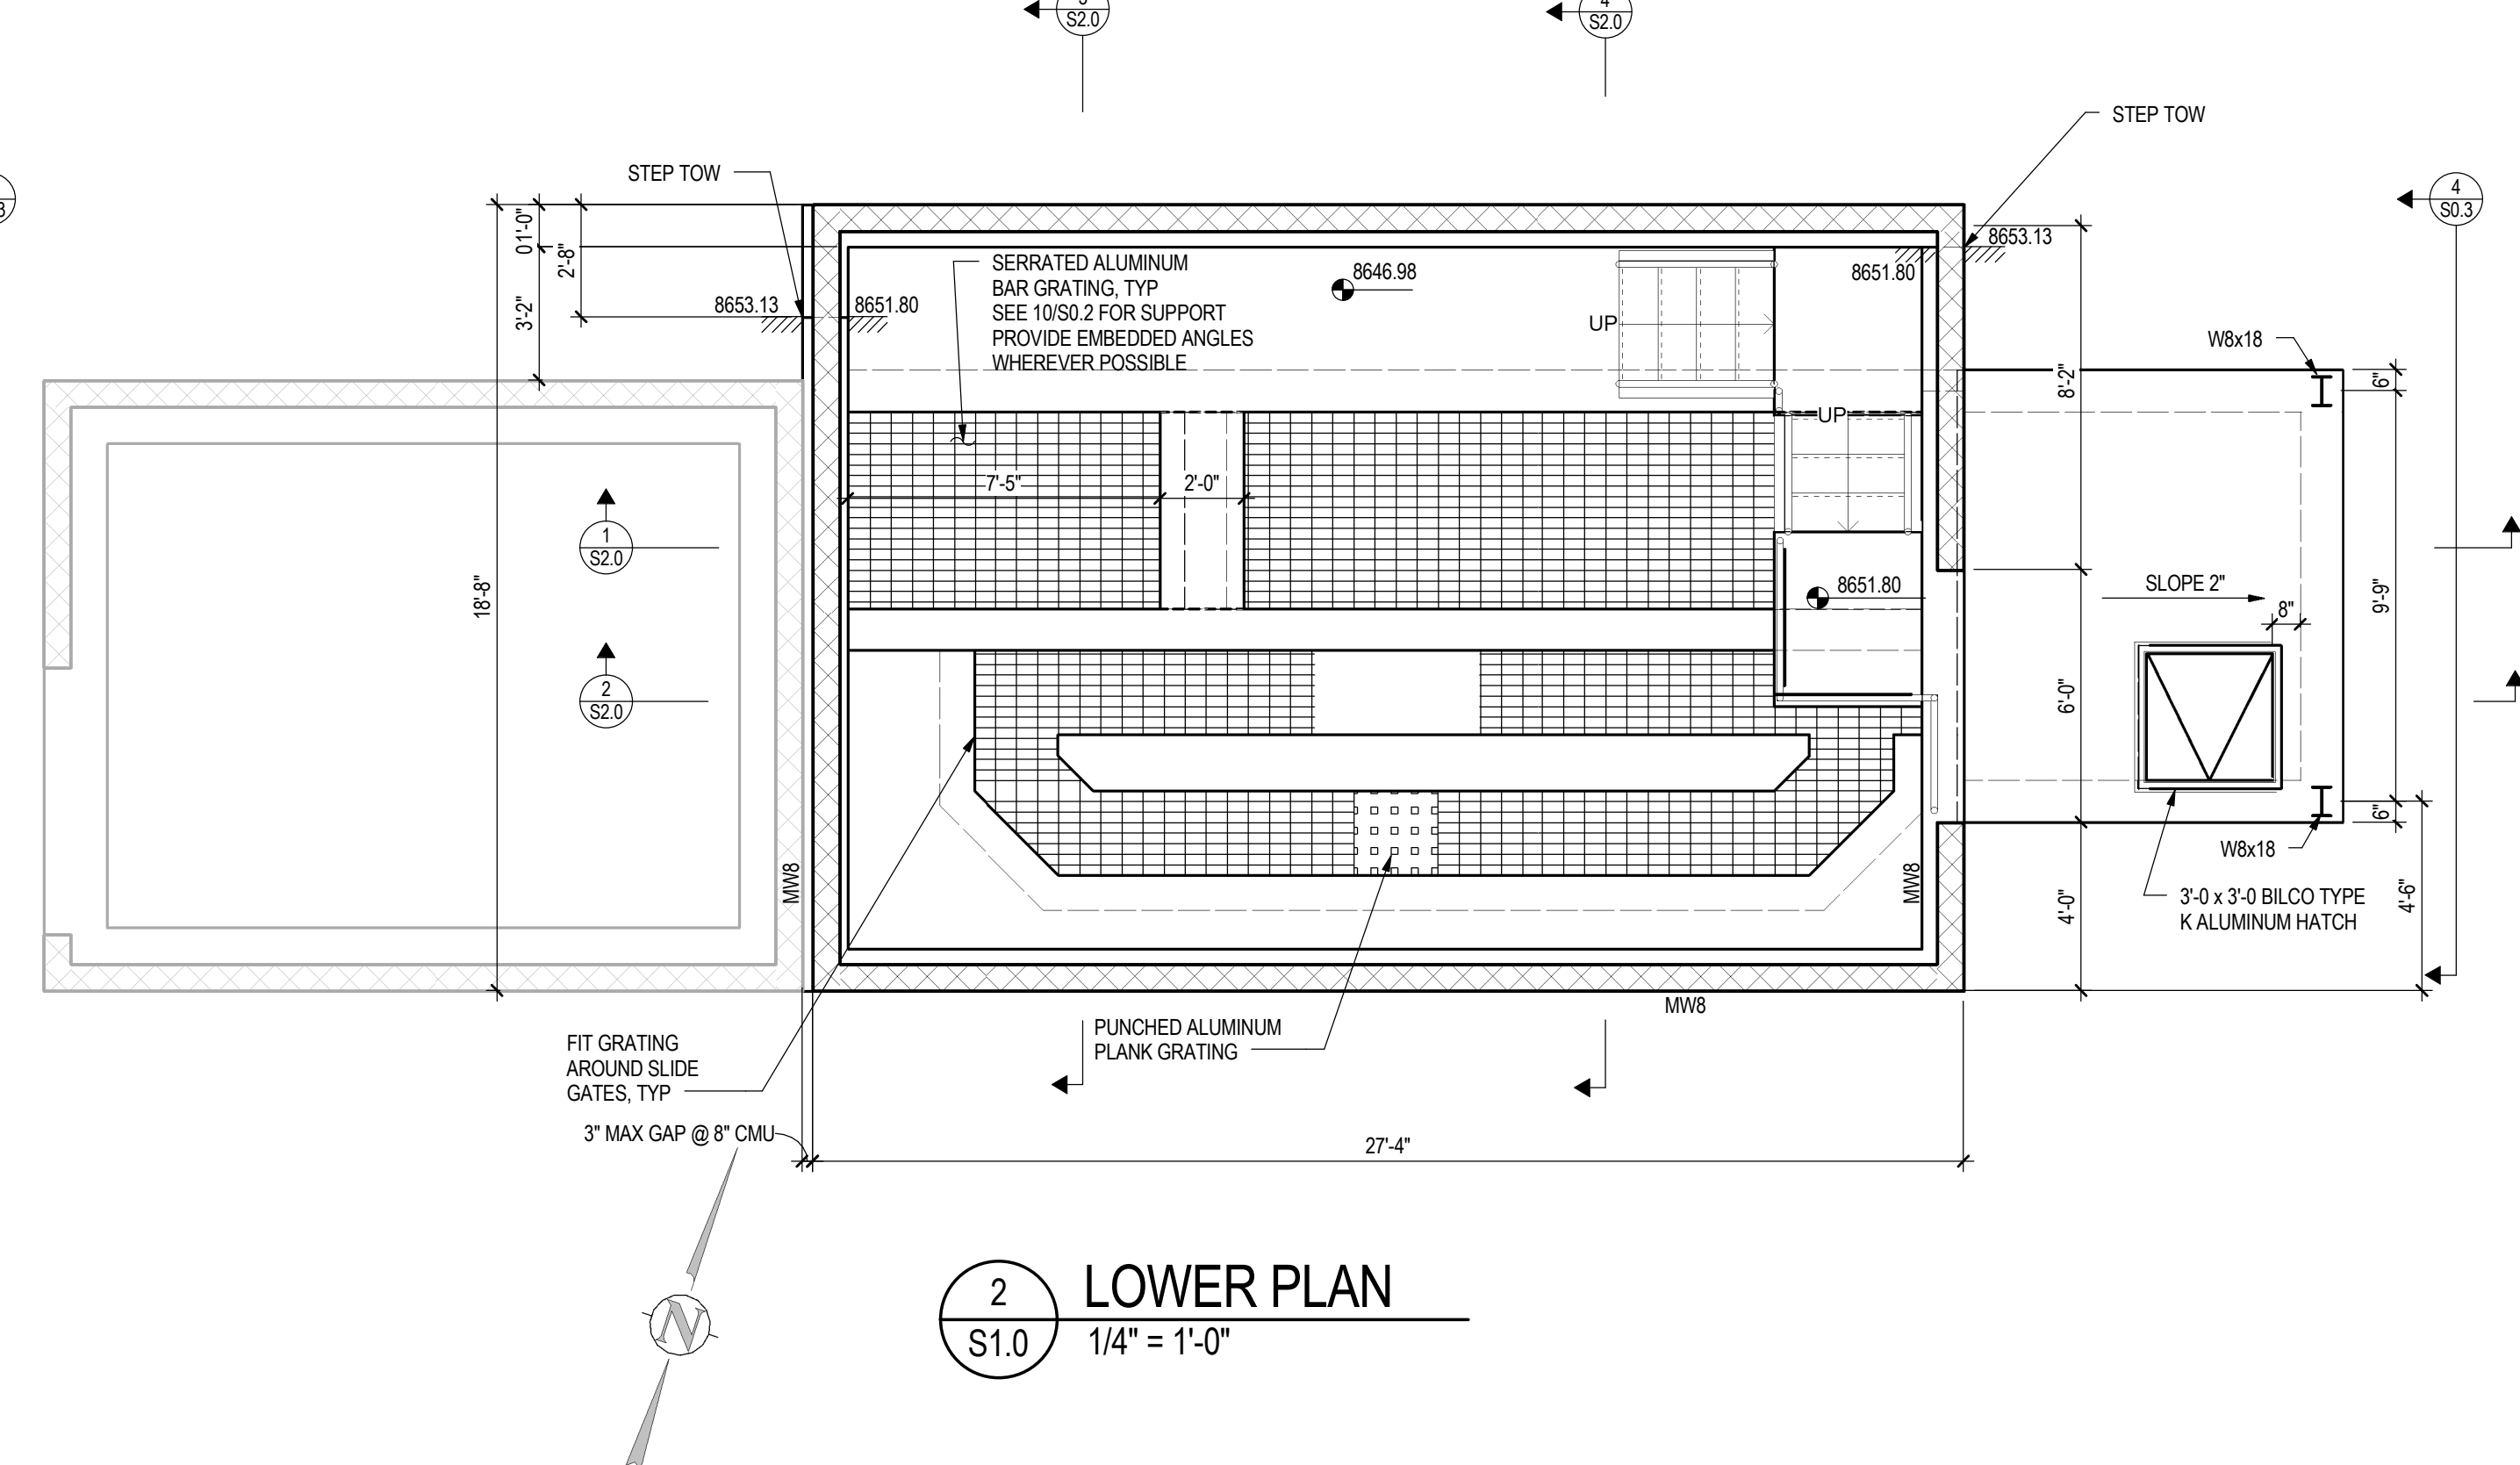 S2.0
4
S2.0
STEP TOW
STEP TOW
4
S0.3
01'-0"
2'-8"
3'-2"
8653.13
8651.80
SERRATED ALUMINUM
BAR GRATING, TYP
SEE 10/S0.2 FOR SUPPORT
PROVIDE EMBEDDED ANGLES
WHEREVER POSSIBLE
8646.98
UP
8651.80
8653.13
W8x18
8'-2"
6"
UP
7'-5"
2'-0"
1
S2.0
18'-8"
8651.80
SLOPE 2"
8"
9'-9"
2
S2.0
6'-0"
6"
W8x18
MW8
MW8
4'-0"
3'-0 x 3'-0 BILCO TYPE
K ALUMINUM HATCH
4'-6"
MW8
FIT GRATING
AROUND SLIDE
GATES, TYP
PUNCHED ALUMINUM
PLANK GRATING
3" MAX GAP @ 8" CMU
27'-4"
N
2
S1.0
LOWER PLAN
1/4" = 1'-0"